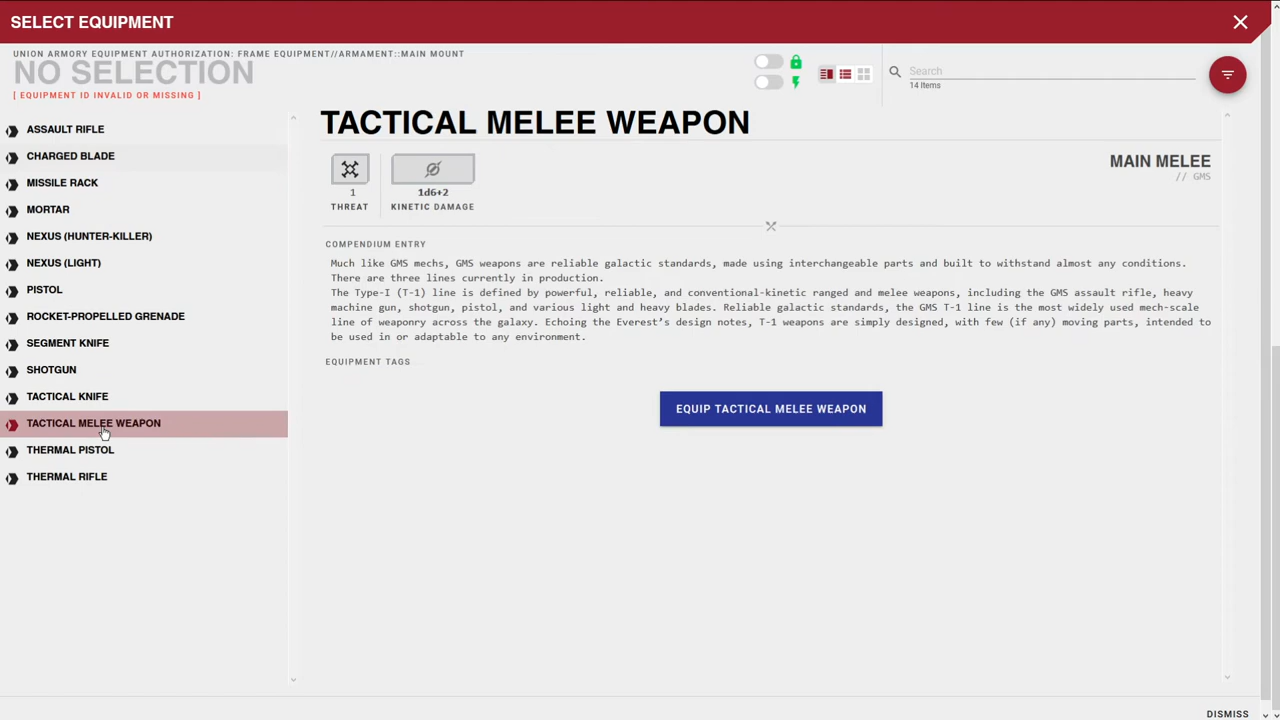 SELECT EQUIPMENT
UNION ARMORY EQUIPMENT AUTHORIZATION: FRAME EQUIPMENT//ARMAMENT::MAIN MOUNT
NO SELECTION
[ EQUIPMENT ID INVALID OR MISSING ]
Search
14 Items
ASSAULT RIFLE
CHARGED BLADE
MISSILE RACK
MORTAR
NEXUS (HUNTER-KILLER)
NEXUS (LIGHT)
PISTOL
ROCKET-PROPELLED GRENADE
SEGMENT KNIFE
SHOTGUN
TACTICAL KNIFE
TACTICAL MELEE WEAPON
THERMAL PISTOL
THERMAL RIFLE
TACTICAL MELEE WEAPON
1
THREAT
1d6+2
KINETIC DAMAGE
MAIN MELEE
// GMS
COMPENDIUM ENTRY
Much like GMS mechs, GMS weapons are reliable galactic standards, made using interchangeable parts and built to withstand almost any conditions.
There are three lines currently in production.
The Type-I (T-1) line is defined by powerful, reliable, and conventional-kinetic ranged and melee weapons, including the GMS assault rifle, heavy
machine gun, shotgun, pistol, and various light and heavy blades. Reliable galactic standards, the GMS T-1 line is the most widely used mech-scale
line of weaponry across the galaxy. Echoing the Everest’s design notes, T-1 weapons are simply designed, with few (if any) moving parts, intended to
be used in or adaptable to any environment.
EQUIPMENT TAGS
EQUIP TACTICAL MELEE WEAPON
DISMISS